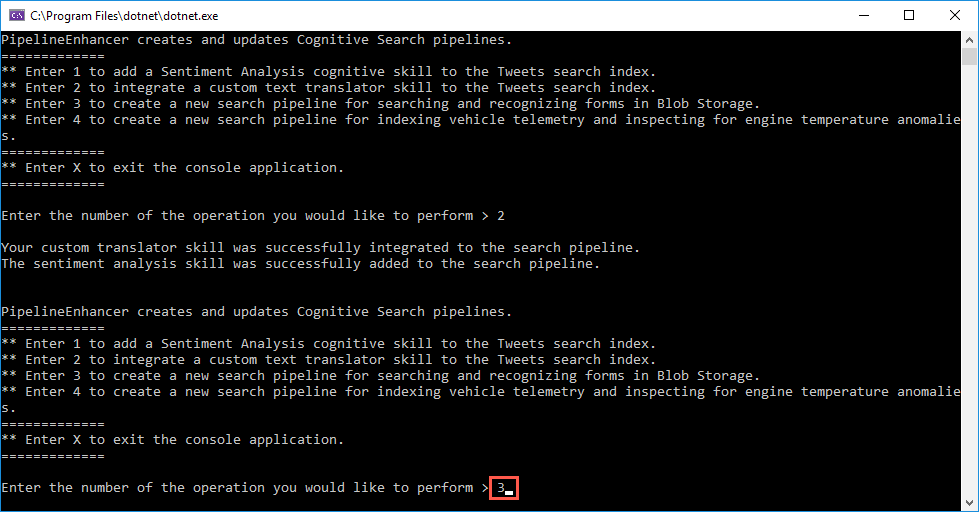 C:\Program Files\dotnet\dotnet.exe
PipelineEnhancer creates and updates Cognitive Search pipelines.
=============
** Enter 1 to add a Sentiment Analysis cognitive skill to the Tweets search index.
** Enter 2 to integrate a custom text translator skill to the Tweets search index.
** Enter 3 to create a new search pipeline for searching and recognizing forms in Blob Storage.
** Enter 4 to create a new search pipeline for indexing vehicle telemetry and inspecting for engine temperature anomalie
s.
=============
** Enter X to exit the console application.
=============
Enter the number of the operation you would like to perform > 2
Your custom translator skill was successfully integrated to the search pipeline.
The sentiment analysis skill was successfully added to the search pipeline.
PipelineEnhancer creates and updates Cognitive Search pipelines.
=============
** Enter 1 to add a Sentiment Analysis cognitive skill to the Tweets search index.
** Enter 2 to integrate a custom text translator skill to the Tweets search index.
** Enter 3 to create a new search pipeline for searching and recognizing forms in Blob Storage.
** Enter 4 to create a new search pipeline for indexing vehicle telemetry and inspecting for engine temperature anomalie
s.
=============
** Enter X to exit the console application.
=============
Enter the number of the operation you would like to perform > 3